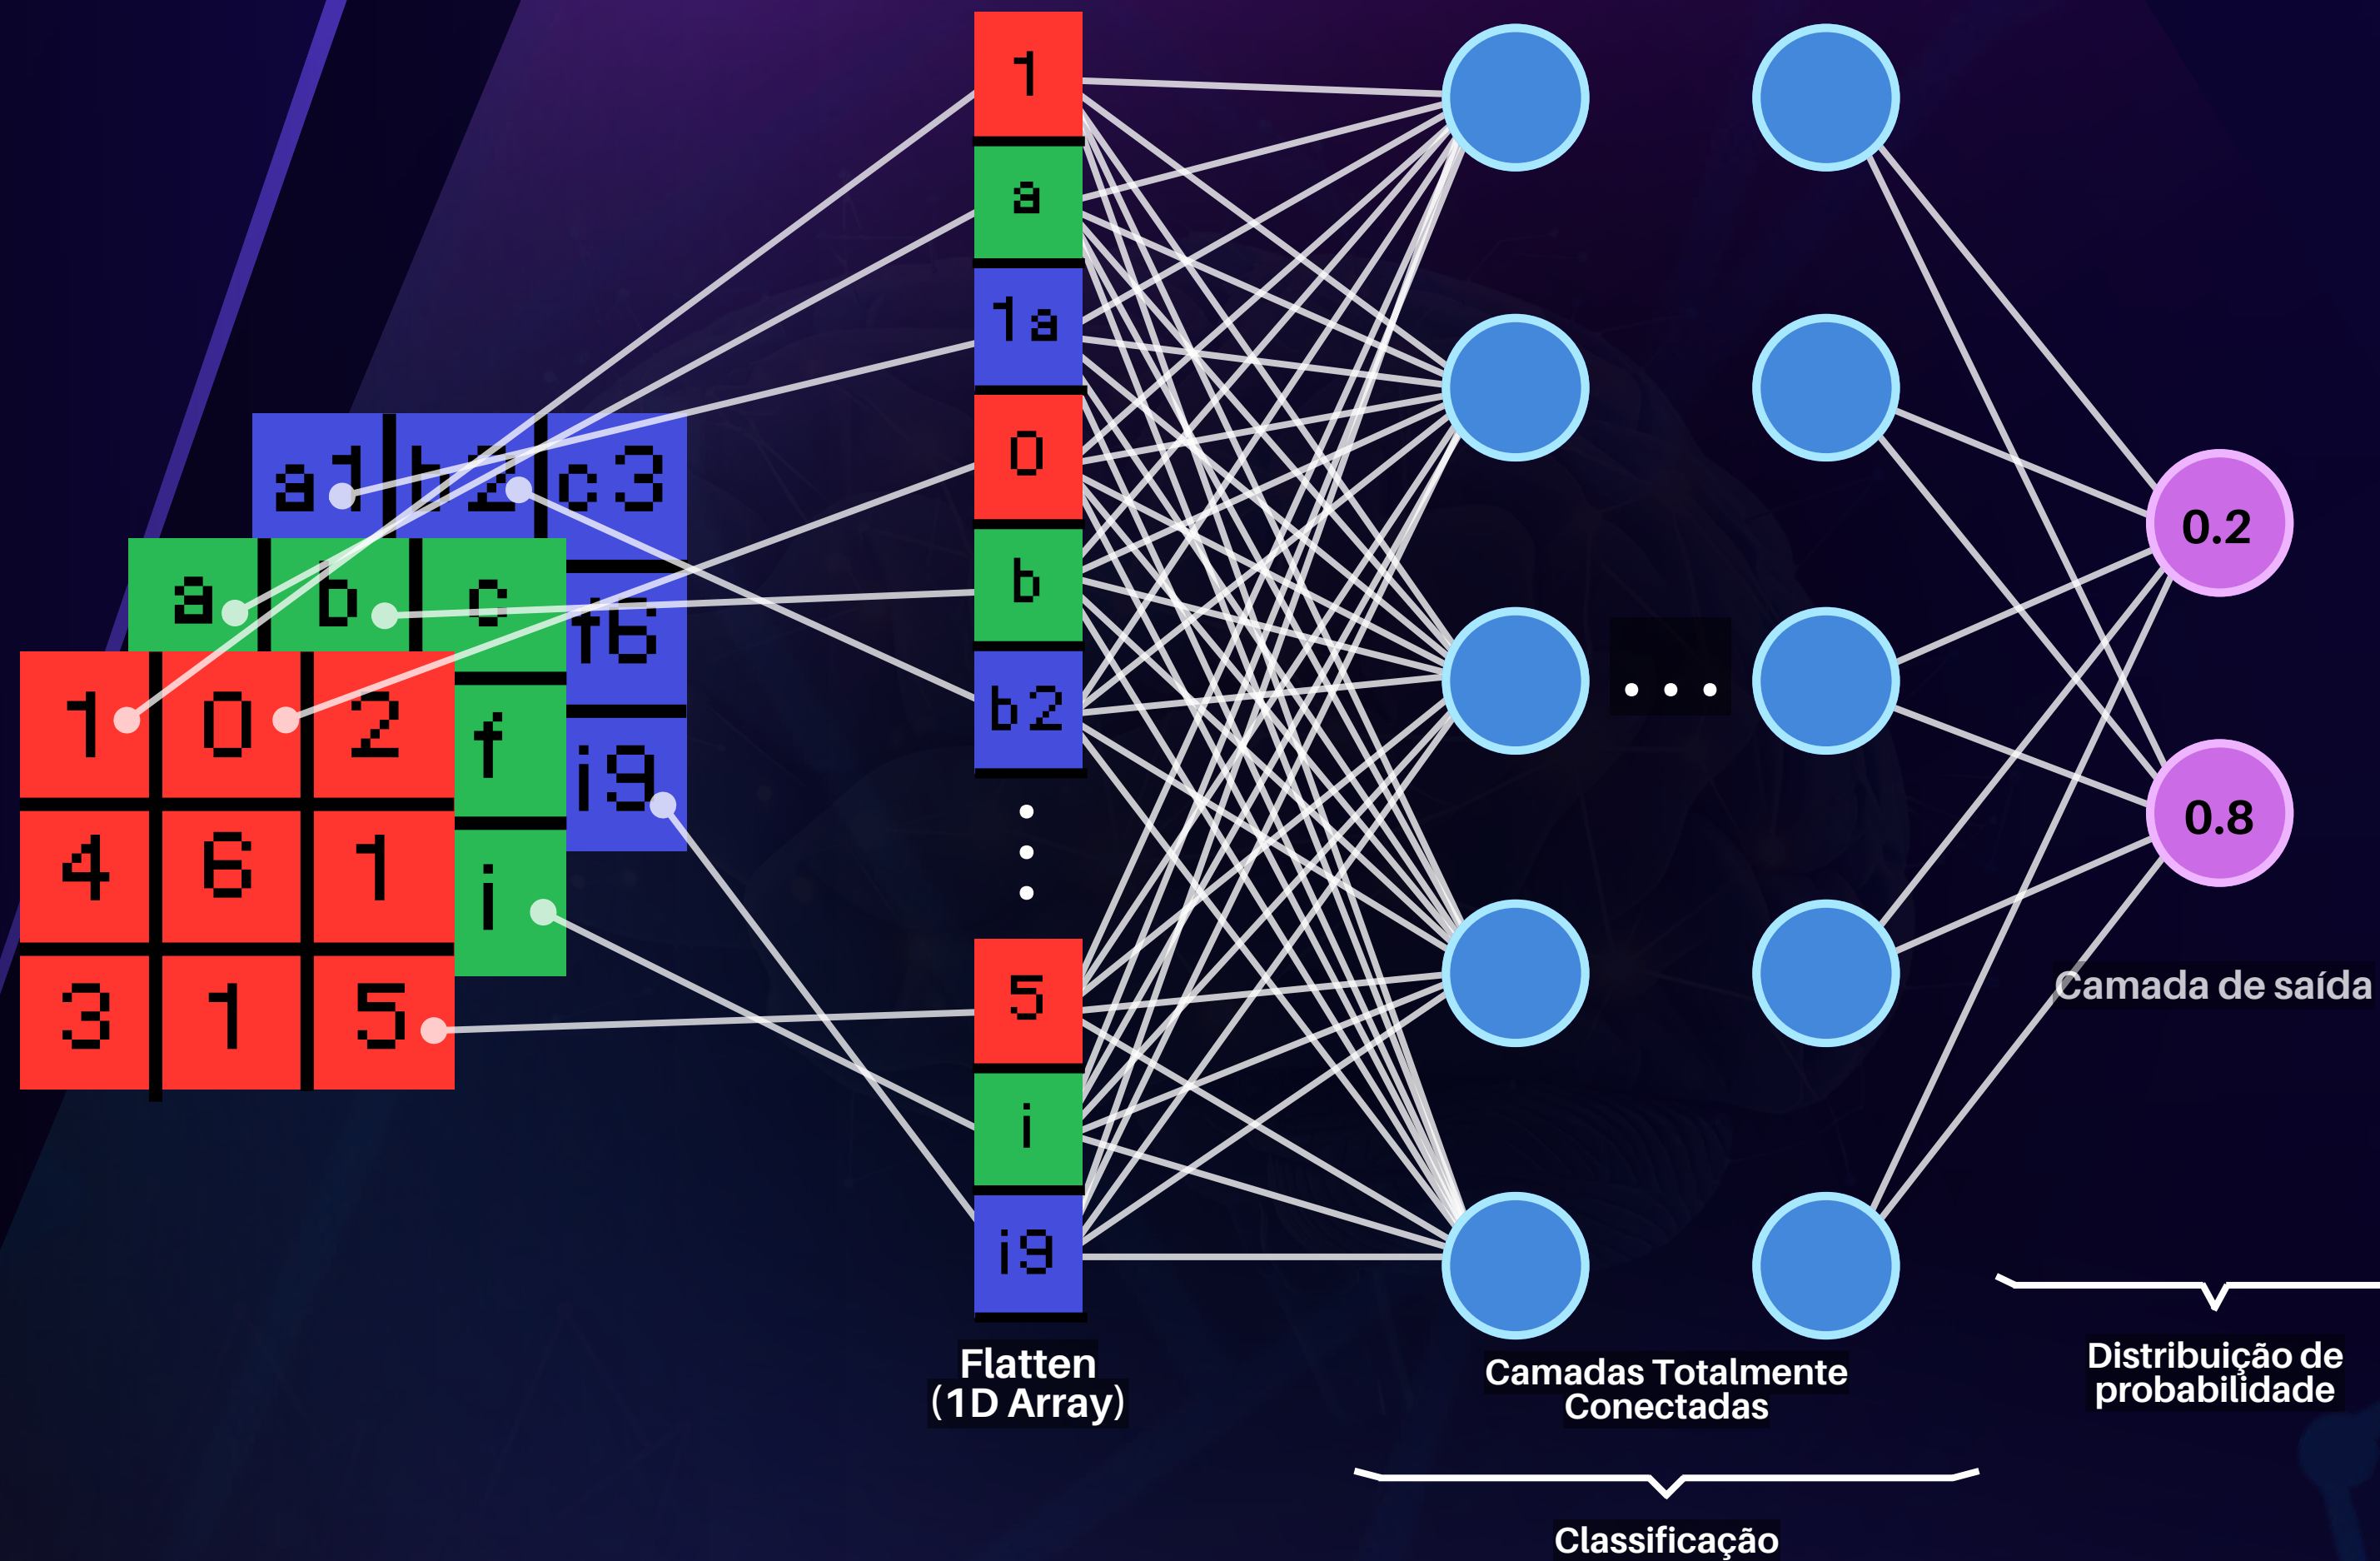 a1 b2 c3
f6
i9
a b c
f
i
1 0 2
4 6 1
3 1 5
1
a
1a
0
b
b2
5
i
i9
Flatten
(1D Array)
...
Camadas Totalmente
Conectadas
Classificação
0.2
0.8
Camada de saída
Distribuição de
probabilidade